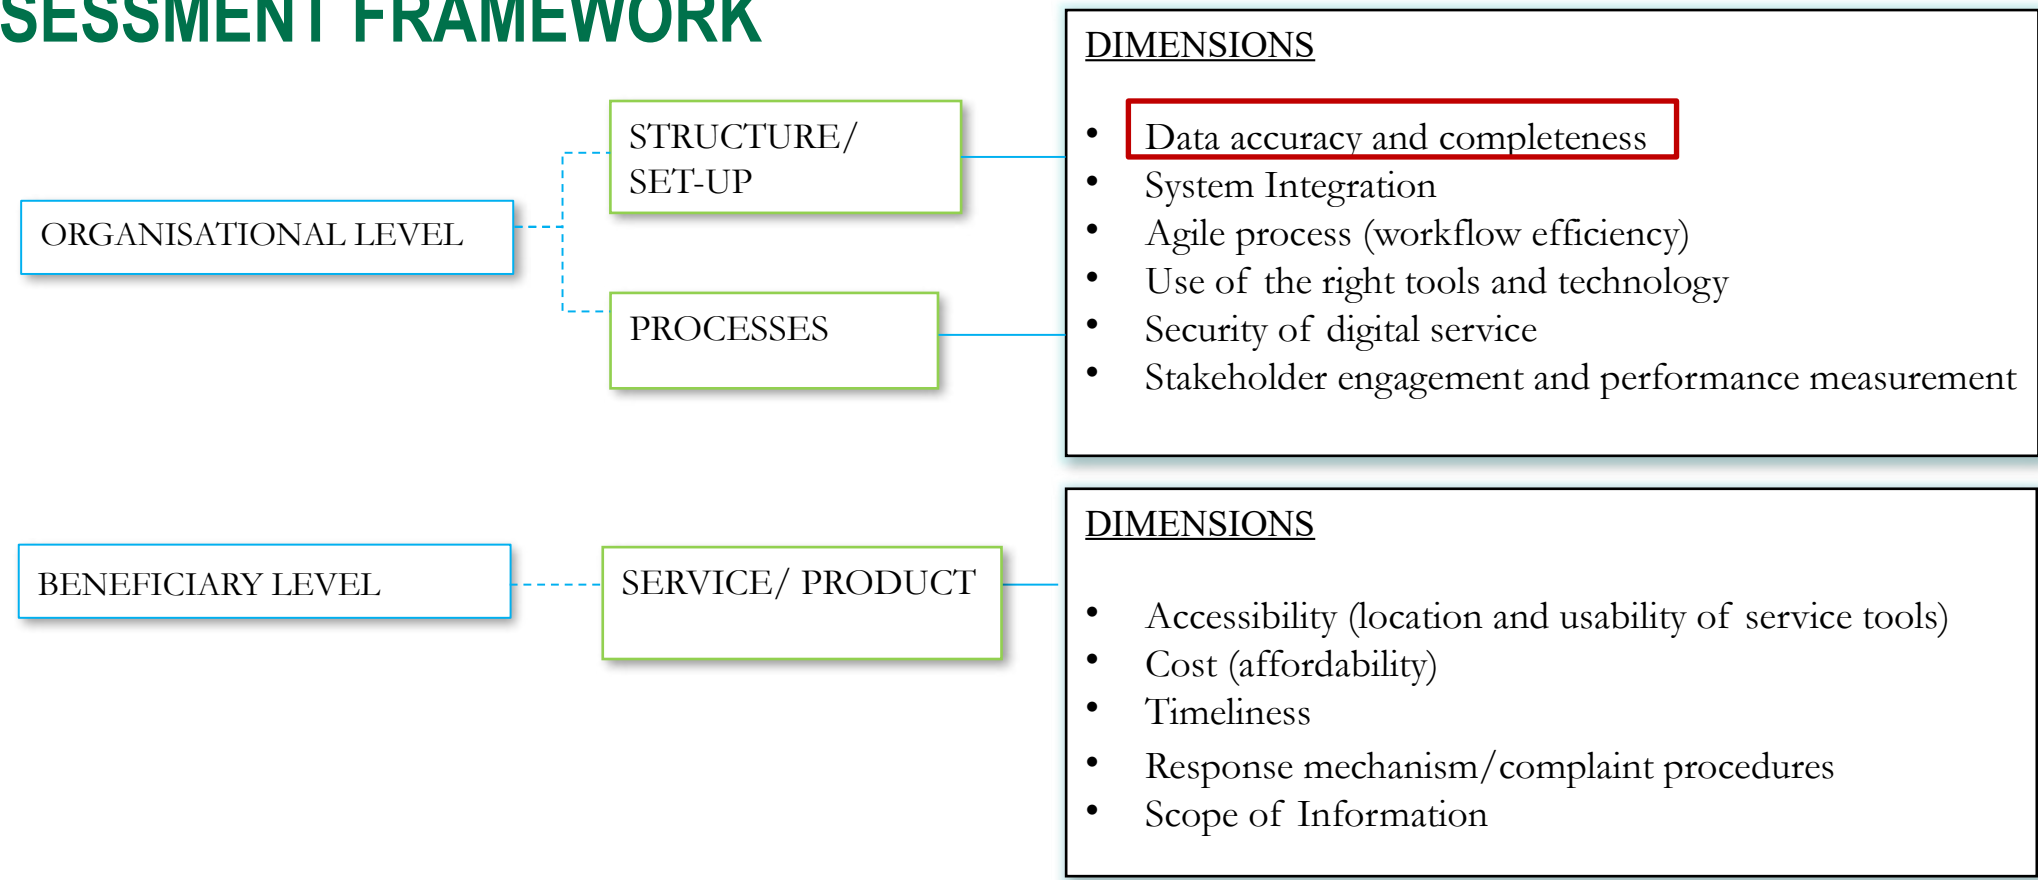 SESSMENT FRAMEWORK
ORGANISATIONAL LEVEL
STRUCTURE/
SET-UP
PROCESSES
DIMENSIONS
• Data accuracy and completeness
• System Integration
• Agile process (workflow efficiency)
• Use of the right tools and technology
• Security of digital service
• Stakeholder engagement and performance measurement
BENEFICIARY LEVEL
SERVICE/ PRODUCT
DIMENSIONS
• Accessibility (location and usability of service tools)
• Cost (affordability)
• Timeliness
• Response mechanism/complaint procedures
• Scope of Information